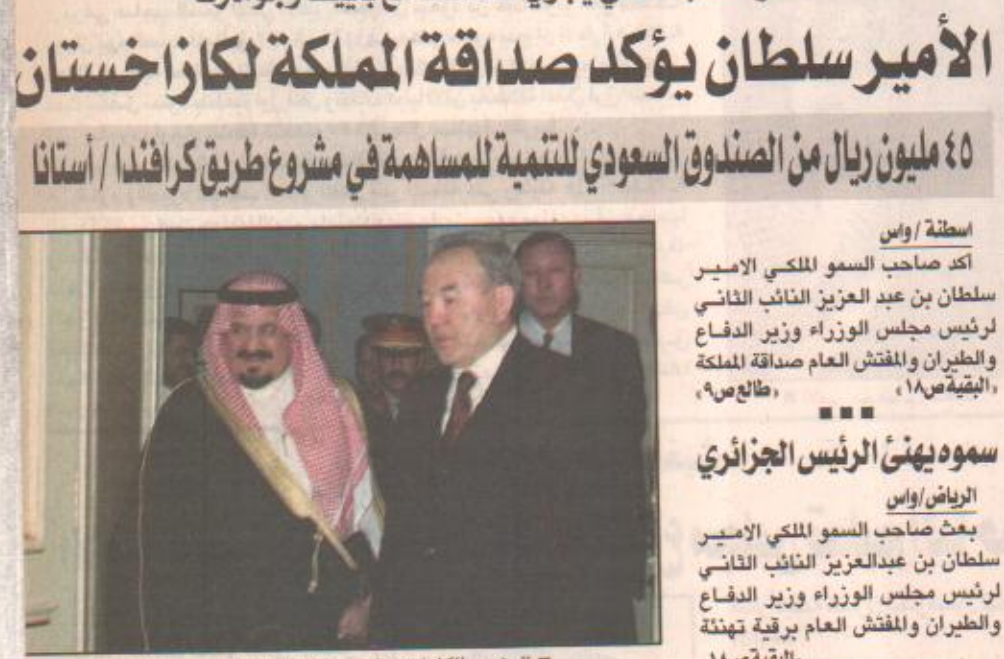 الأمير سلطان يؤكد صداقة المملكة لكازاخستان
٤٥ مليون ريال من الصندوق السعودي للتنمية للمساهمة في مشروع طريق كرافندا / أستانا
اسطنة / واس
اكد صاحب السمو الملكي الامير
سلطان بن عبد العزيز النائب الثاني
لرئيس مجلس الوزراء وزير الدفاع
والطيران والمفتش العام صداقة المملكة
«البقية ص١٨» «طالع ص٩»
سموه يهنئ الرئيس الجزائري
الرياض/واس
بعث صاحب السمو الملكي الامير
سلطان بن عبدالعزيز النائب الثاني
لرئيس مجلس الوزراء وزير الدفاع
والطيران والمفتش العام برقية تهنئة